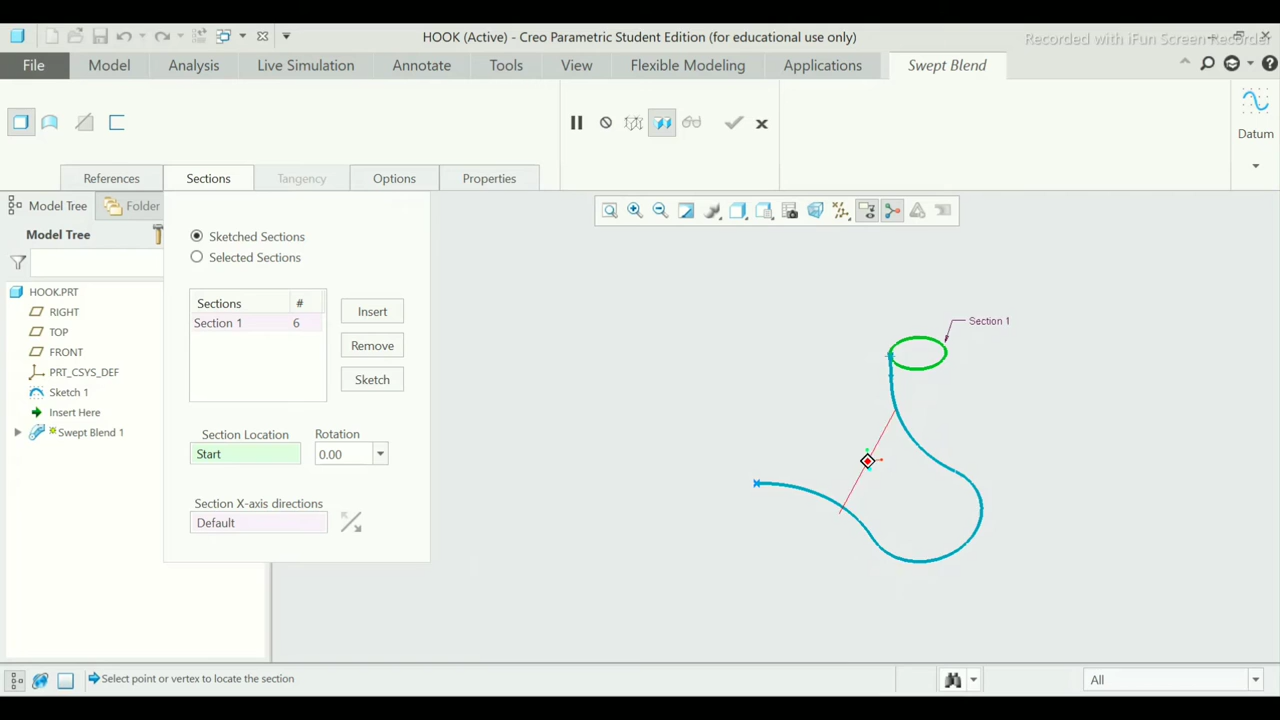 HOOK (Active) - Creo Parametric Student Edition (for educational use only)
Recorded with iFun Screen Recorder
File Model Analysis Live Simulation Annotate Tools View Flexible Modeling Applications Swept Blend
Datum
References Sections Tangency Options Properties
Model Tree Folder
Model Tree
HOOK.PRT
RIGHT
TOP
FRONT
PRT_CSYS_DEF
Sketch 1
Insert Here
Swept Blend 1
Sketched Sections
Selected Sections
Sections #
Section 1 6
Insert
Remove
Sketch
Section Location Rotation
Start 0.00
Section X-axis directions
Default
Section 1
Select point or vertex to locate the section
All